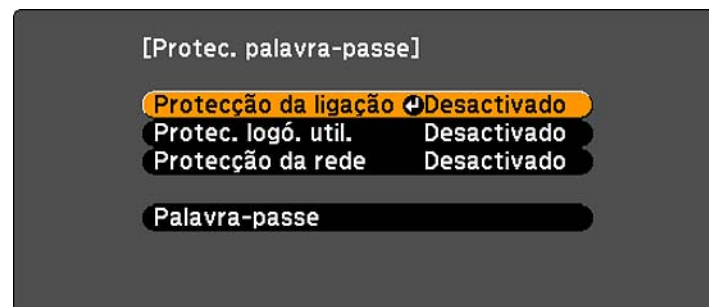 [Protec. palavra-passe]
Protecção da ligação Desactivado
Protec. logó. util. Desactivado
Protecção da rede Desactivado
Palavra-passe